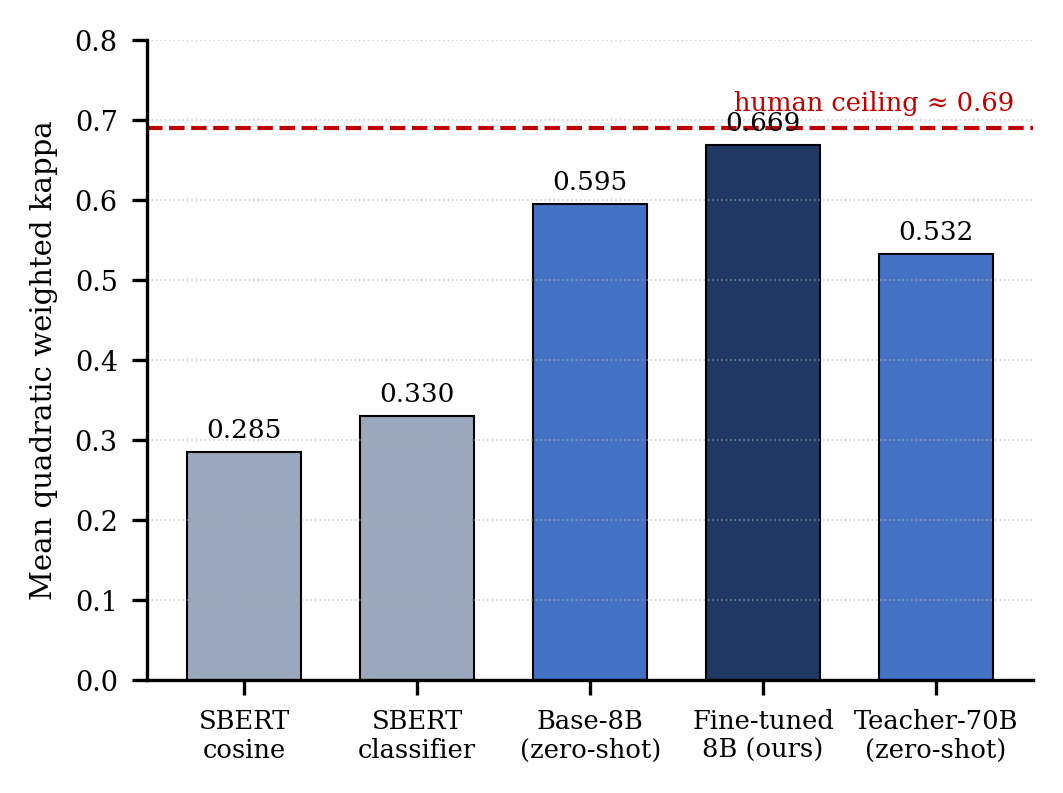 Mean quadratic weighted kappa
0.8
0.7
0.6
0.5
0.4
0.3
0.2
0.1
0.0
human ceiling ≈ 0.69
0.285
0.330
0.595
0.669
0.532
SBERT
cosine
SBERT
classifier
Base-8B
(zero-shot)
Fine-tuned
8B (ours)
Teacher-70B
(zero-shot)